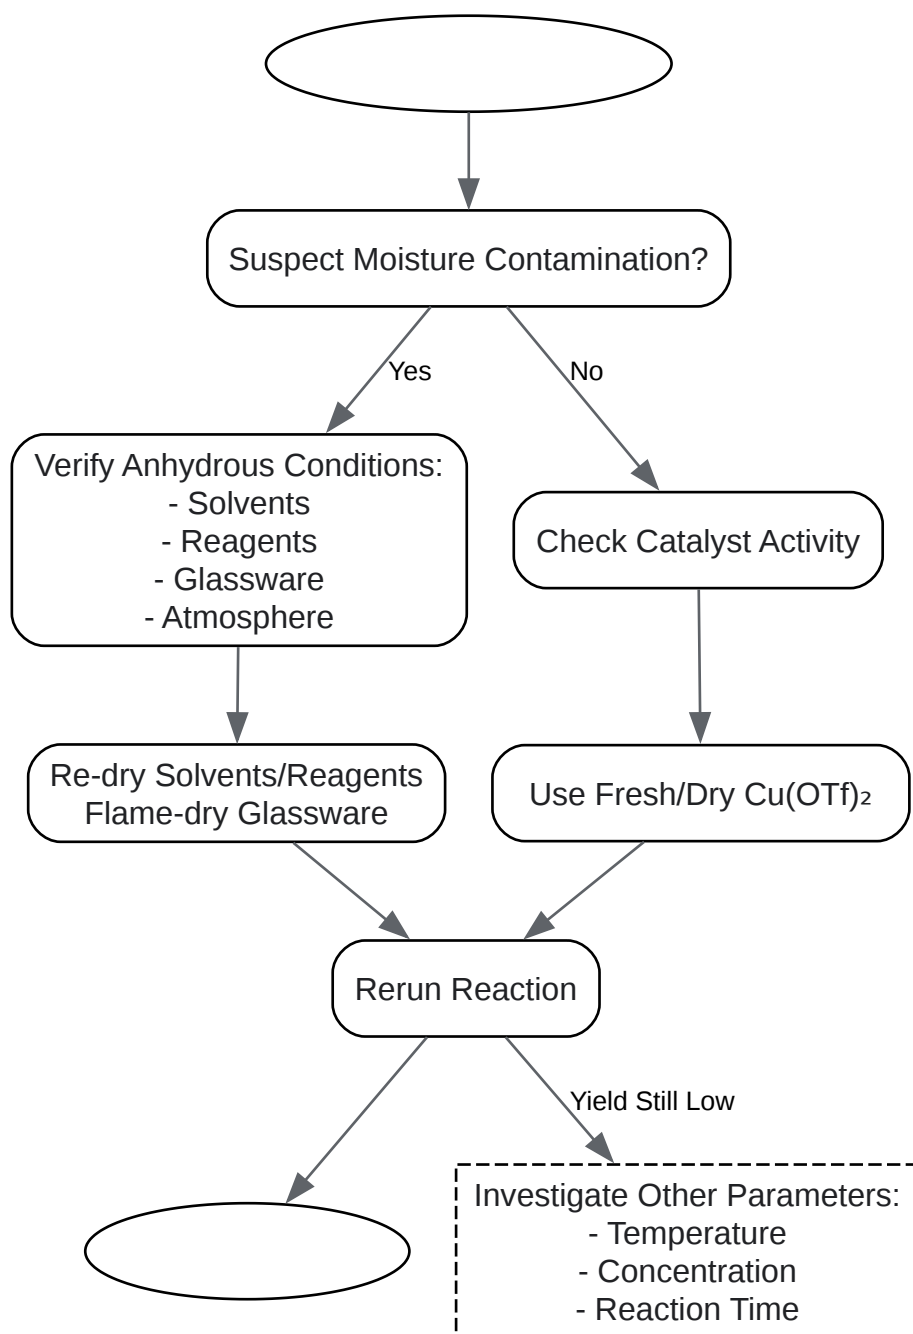 Suspect Moisture Contamination?
Yes
No
Verify Anhydrous Conditions:
- Solvents
- Reagents
- Glassware
- Atmosphere
Check Catalyst Activity
Re-dry Solvents/Reagents
Flame-dry Glassware
Use Fresh/Dry Cu(OTf)₂
Rerun Reaction
Yield Still Low
Investigate Other Parameters:
- Temperature
- Concentration
- Reaction Time